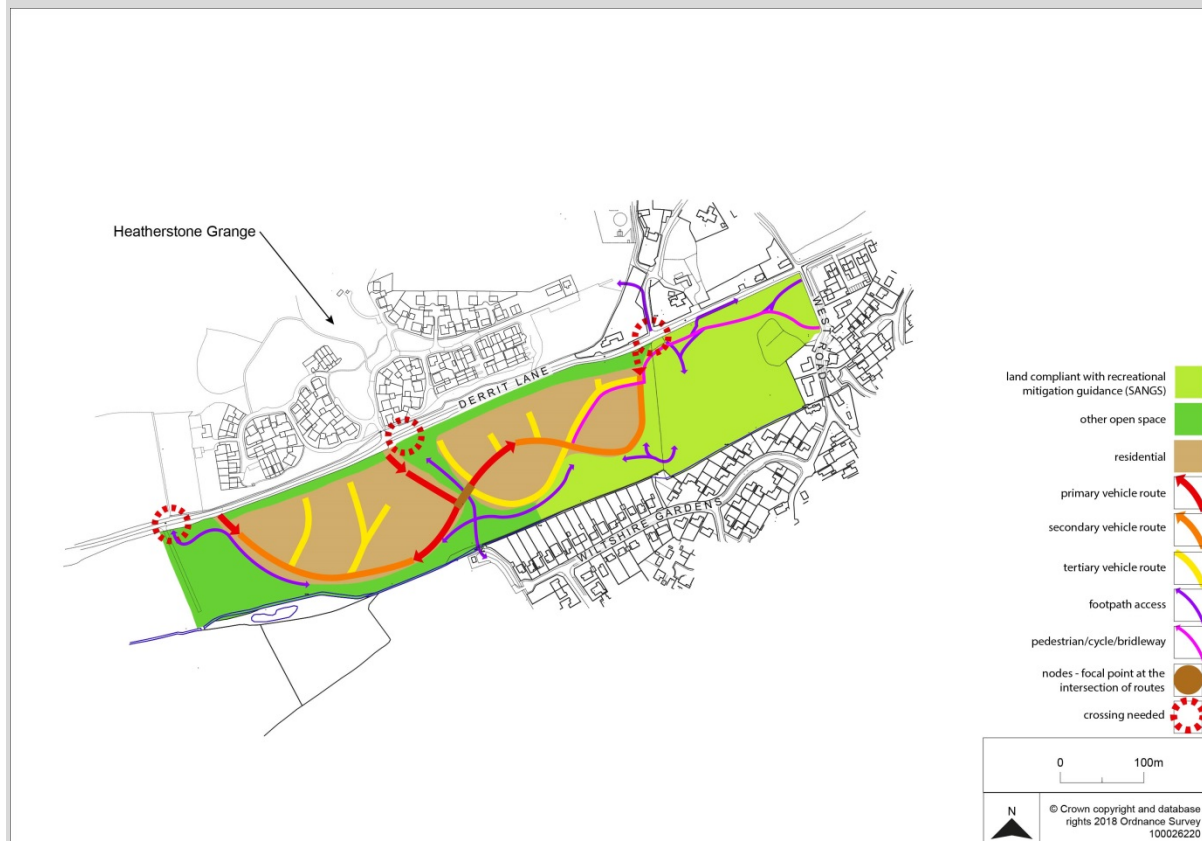 Heatherstone Grange
DERRIT LANE
WEST ROAD
WILTSHIRE GARDENS
land compliant with recreational
mitigation guidance (SANGS)
other open space
residential
primary vehicle route
secondary vehicle route
tertiary vehicle route
footpath access
pedestrian/cycle/bridleway
nodes - focal point at the
intersection of routes
crossing needed
0 100m
N
© Crown copyright and database
rights 2018 Ordnance Survey
100026220